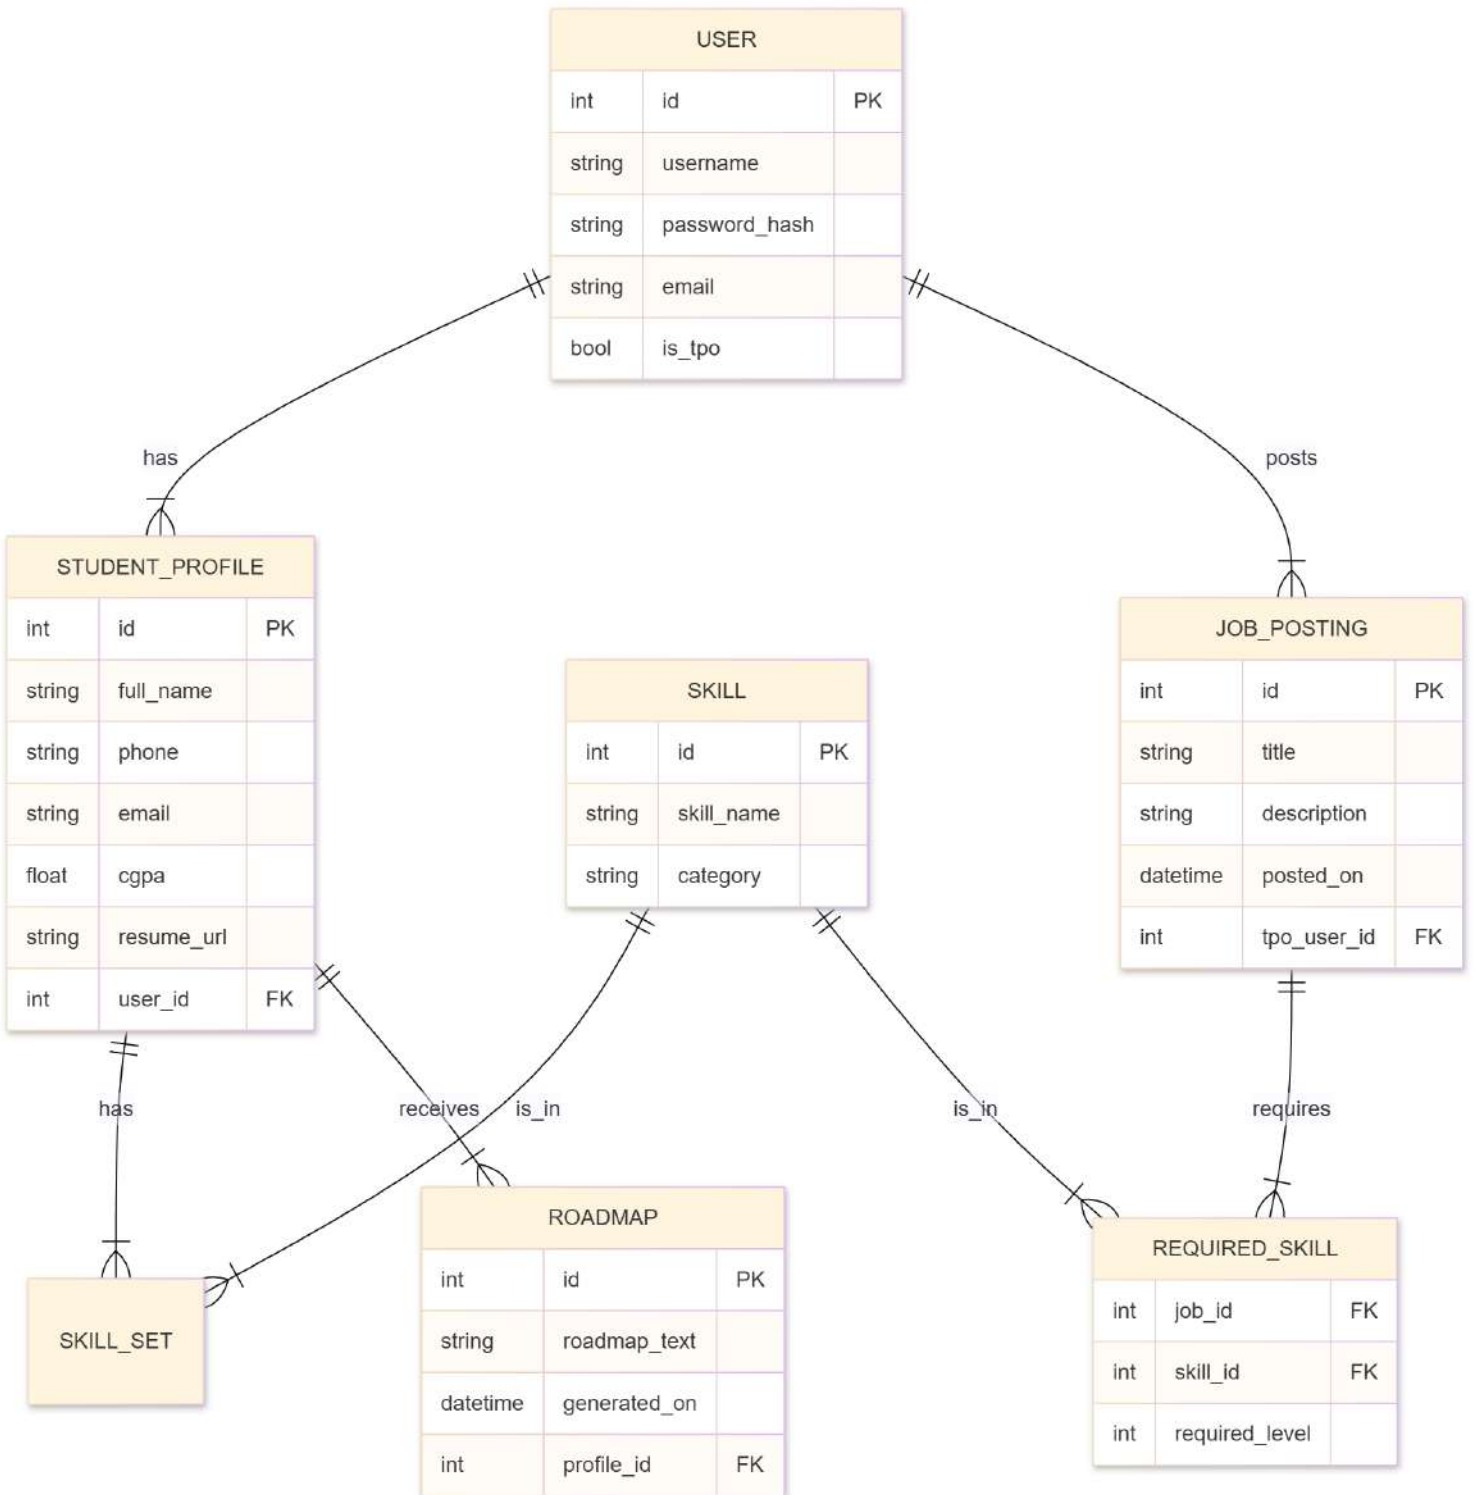 USER
int id PK
string username
string password_hash
string email
bool is_tpo
has
posts
STUDENT_PROFILE
int id PK
string full_name
string phone
string email
float cgpa
string resume_url
int user_id FK
SKILL
int id PK
string skill_name
string category
JOB_POSTING
int id PK
string title
string description
datetime posted_on
int tpo_user_id FK
has
receives
is_in
is_in
requires
SKILL_SET
ROADMAP
int id PK
string roadmap_text
datetime generated_on
int profile_id FK
REQUIRED_SKILL
int job_id FK
int skill_id FK
int required_level